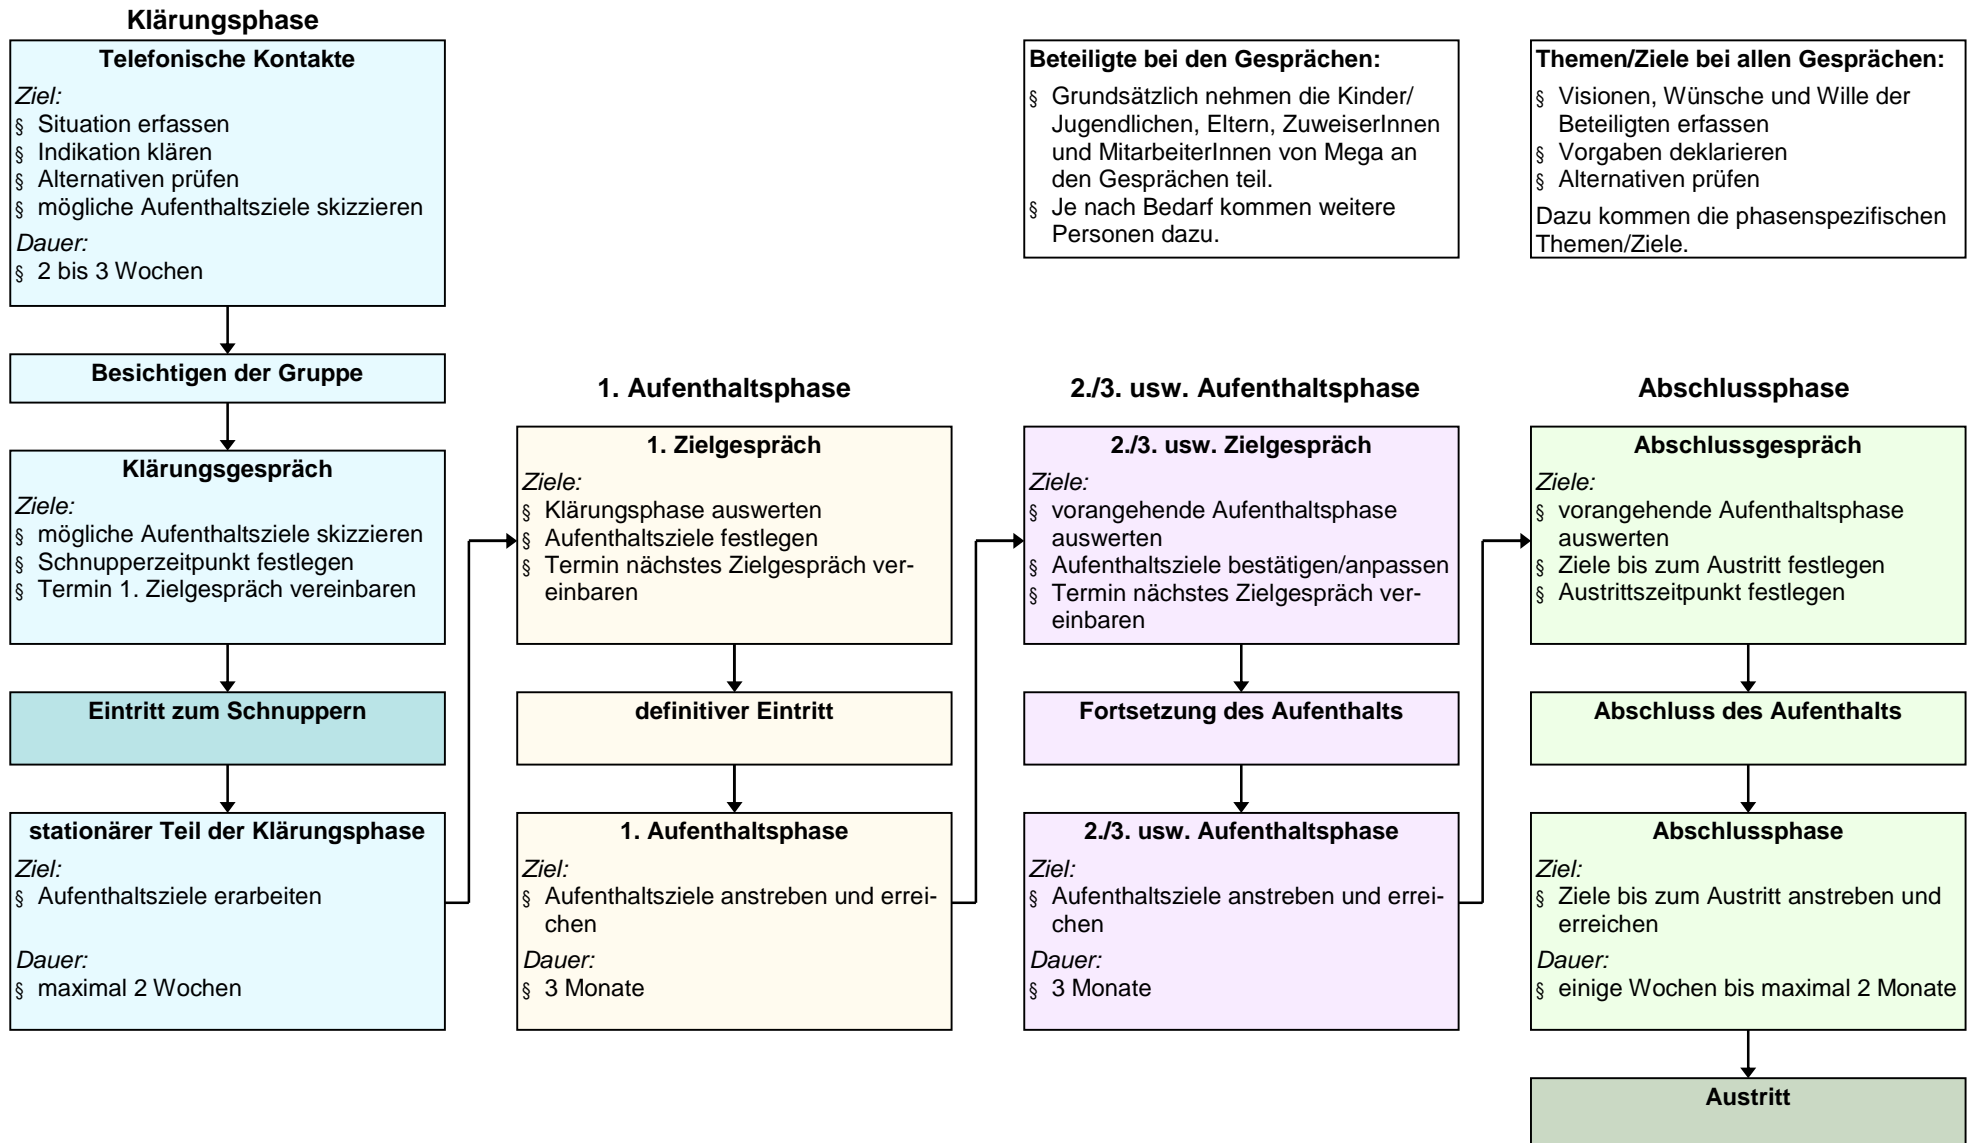 Klärungsphase
Telefonische Kontakte
Ziel:
§ Situation erfassen
§ Indikation klären
§ Alternativen prüfen
§ mögliche Aufenthaltsziele skizzieren
Dauer:
§ 2 bis 3 Wochen
Beteiligte bei den Gesprächen:
§ Grundsätzlich nehmen die Kinder/
Jugendlichen, Eltern, ZuweiserInnen
und MitarbeiterInnen von Mega an
den Gesprächen teil.
§ Je nach Bedarf kommen weitere
Personen dazu.
Themen/Ziele bei allen Gesprächen:
§ Visionen, Wünsche und Wille der
Beteiligten erfassen
§ Vorgaben deklarieren
§ Alternativen prüfen
Dazu kommen die phasenspezifischen
Themen/Ziele.
Besichtigen der Gruppe
Klärungsgespräch
Ziele:
§ mögliche Aufenthaltsziele skizzieren
§ Schnupperzeitpunkt festlegen
§ Termin 1. Zielgespräch vereinbaren
Eintritt zum Schnuppern
stationärer Teil der Klärungsphase
Ziel:
§ Aufenthaltsziele erarbeiten
Dauer:
§ maximal 2 Wochen
1. Aufenthaltsphase
1. Zielgespräch
Ziele:
§ Klärungsphase auswerten
§ Aufenthaltsziele festlegen
§ Termin nächstes Zielgespräch ver-
einbaren
definitiver Eintritt
1. Aufenthaltsphase
Ziel:
§ Aufenthaltsziele anstreben und errei-
chen
Dauer:
§ 3 Monate
2./3. usw. Aufenthaltsphase
2./3. usw. Zielgespräch
Ziele:
§ vorangehende Aufenthaltsphase
auswerten
§ Aufenthaltsziele bestätigen/anpassen
§ Termin nächstes Zielgespräch ver-
einbaren
Fortsetzung des Aufenthalts
2./3. usw. Aufenthaltsphase
Ziel:
§ Aufenthaltsziele anstreben und errei-
chen
Dauer:
§ 3 Monate
Abschlussphase
Abschlussgespräch
Ziele:
§ vorangehende Aufenthaltsphase
auswerten
§ Ziele bis zum Austritt festlegen
§ Austrittszeitpunkt festlegen
Abschluss des Aufenthalts
Abschlussphase
Ziel:
§ Ziele bis zum Austritt anstreben und
erreichen
Dauer:
§ einige Wochen bis maximal 2 Monate
Austritt